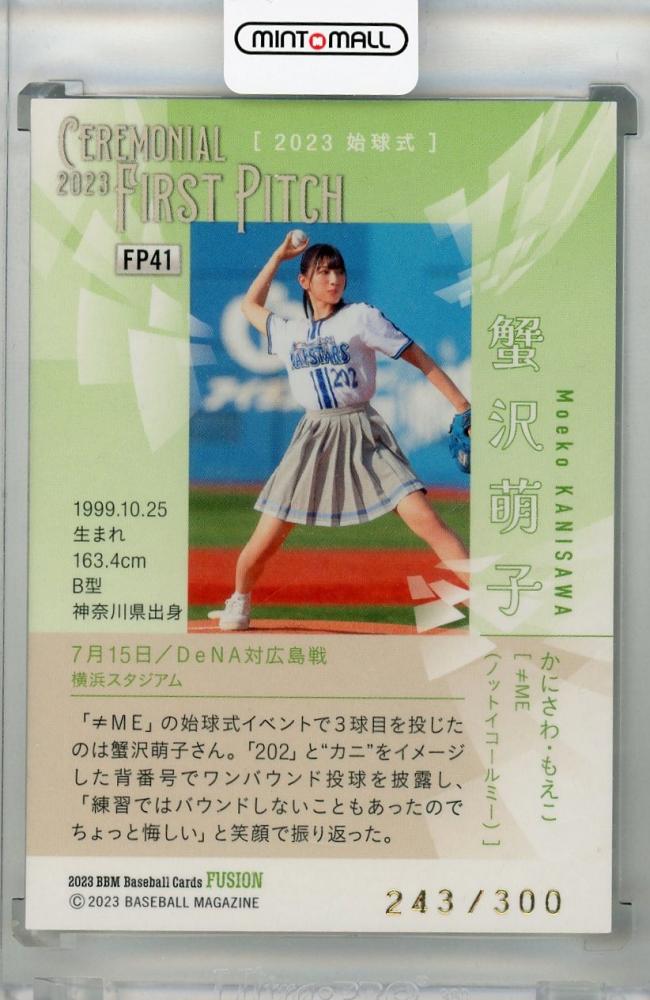 MINT MALL
CEREMONIAL
2023 FIRST PITCH
[ 2023 始球式 ]
FP41
BAYSTARS
202
蟹沢萌子
Moeko KANISAWA
かにさわ・もえこ
[ ≠ME
(ノットイコールミー) ]
1999.10.25
生まれ
163.4cm
B型
神奈川県出身
7月15日/DeNA対広島戦
横浜スタジアム
「≠ME」の始球式イベントで3球目を投じた
のは蟹沢萌子さん。「202」と“カニ”をイメージ
した背番号でワンバウンド投球を披露し、
「練習ではバウンドしないこともあったので
ちょっと悔しい」と笑顔で振り返った。
2023 BBM Baseball Cards FUSION
©2023 BASEBALL MAGAZINE
243/300